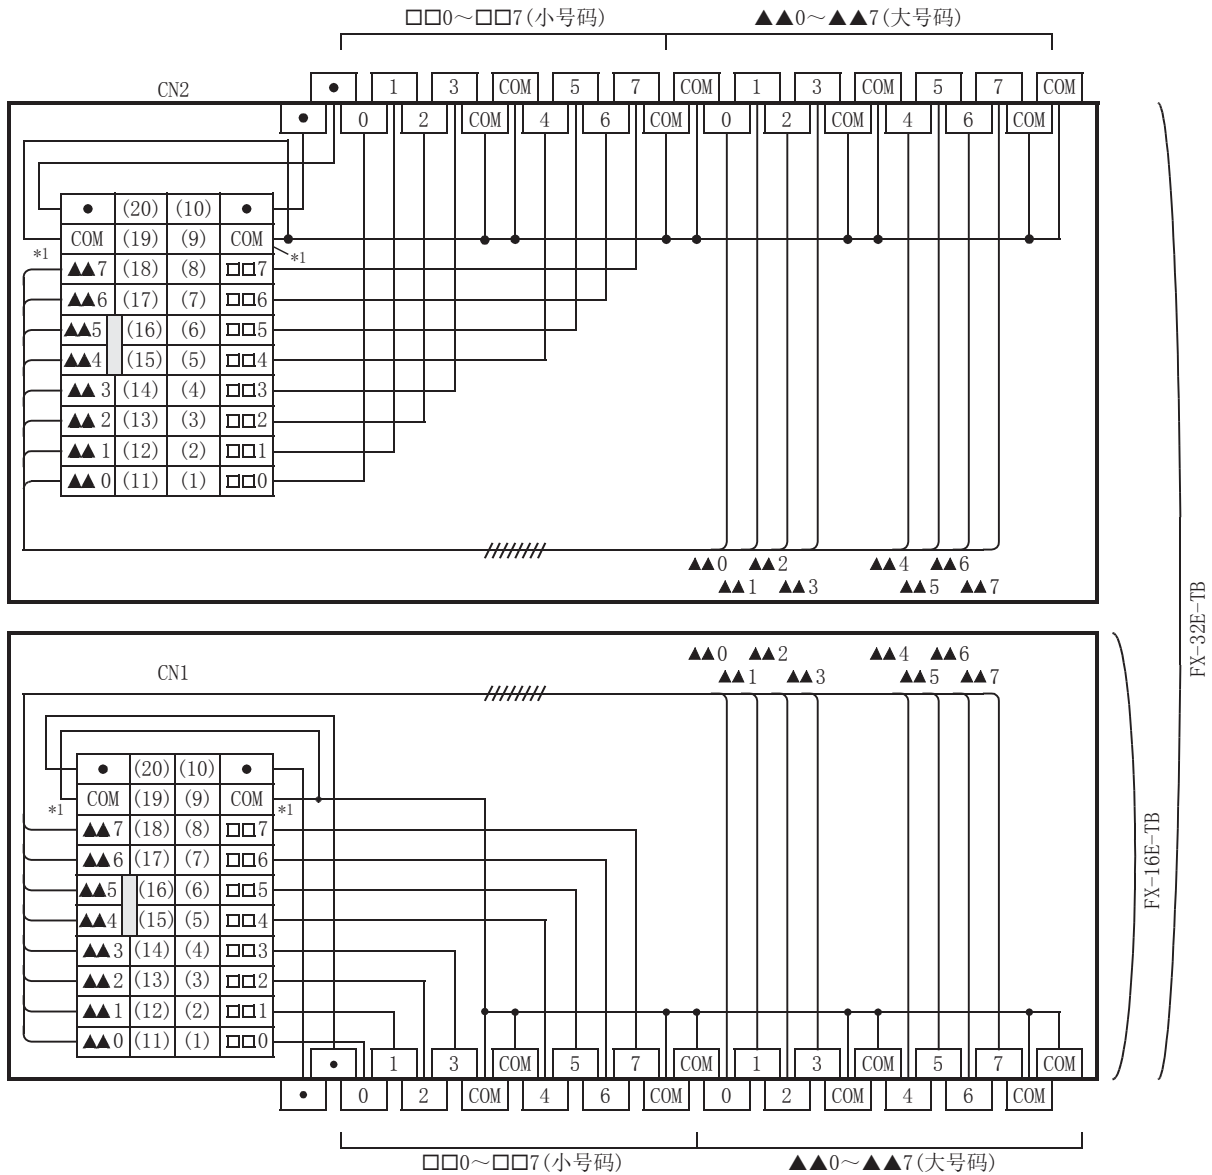 □□0～□□7(小号码) ▲▲0～▲▲7(大号码)
CN2
● 1 3 COM 5 7 COM 1 3 COM 5 7 COM
● 0 2 COM 4 6 COM 0 2 COM 4 6 COM
● (20) (10) ●
COM (19) (9) COM
*1 *1
▲▲7 (18) (8) □□7
▲▲6 (17) (7) □□6
▲▲5 (16) (6) □□5
▲▲4 (15) (5) □□4
▲▲3 (14) (4) □□3
▲▲2 (13) (3) □□2
▲▲1 (12) (2) □□1
▲▲0 (11) (1) □□0
▲▲0 ▲▲2 ▲▲4 ▲▲6
▲▲1 ▲▲3 ▲▲5 ▲▲7
FX-32E-TB
CN1
▲▲0 ▲▲2 ▲▲4 ▲▲6
▲▲1 ▲▲3 ▲▲5 ▲▲7
● (20) (10) ●
COM (19) (9) COM
*1 *1
▲▲7 (18) (8) □□7
▲▲6 (17) (7) □□6
▲▲5 (16) (6) □□5
▲▲4 (15) (5) □□4
▲▲3 (14) (4) □□3
▲▲2 (13) (3) □□2
▲▲1 (12) (2) □□1
▲▲0 (11) (1) □□0
FX-16E-TB
● 1 3 COM 5 7 COM 1 3 COM 5 7 COM
● 0 2 COM 4 6 COM 0 2 COM 4 6 COM
□□0～□□7(小号码) ▲▲0～▲▲7(大号码)